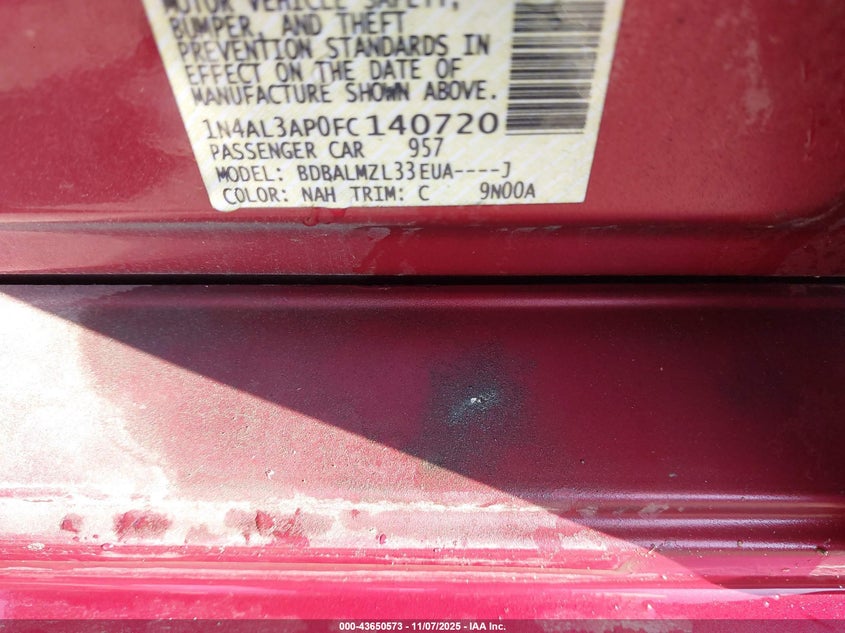 MOTOR VEHICLE SAFETY,
BUMPER, AND THEFT
PREVENTION STANDARDS IN
EFFECT ON THE DATE OF
MANUFACTURE SHOWN ABOVE.
1N4AL3AP0FC140720
PASSENGER CAR 957
MODEL: BDBALMZL33EUA----J
COLOR: NAH TRIM: C 9N00A
000-43650573 - 11/07/2025 - IAA Inc.